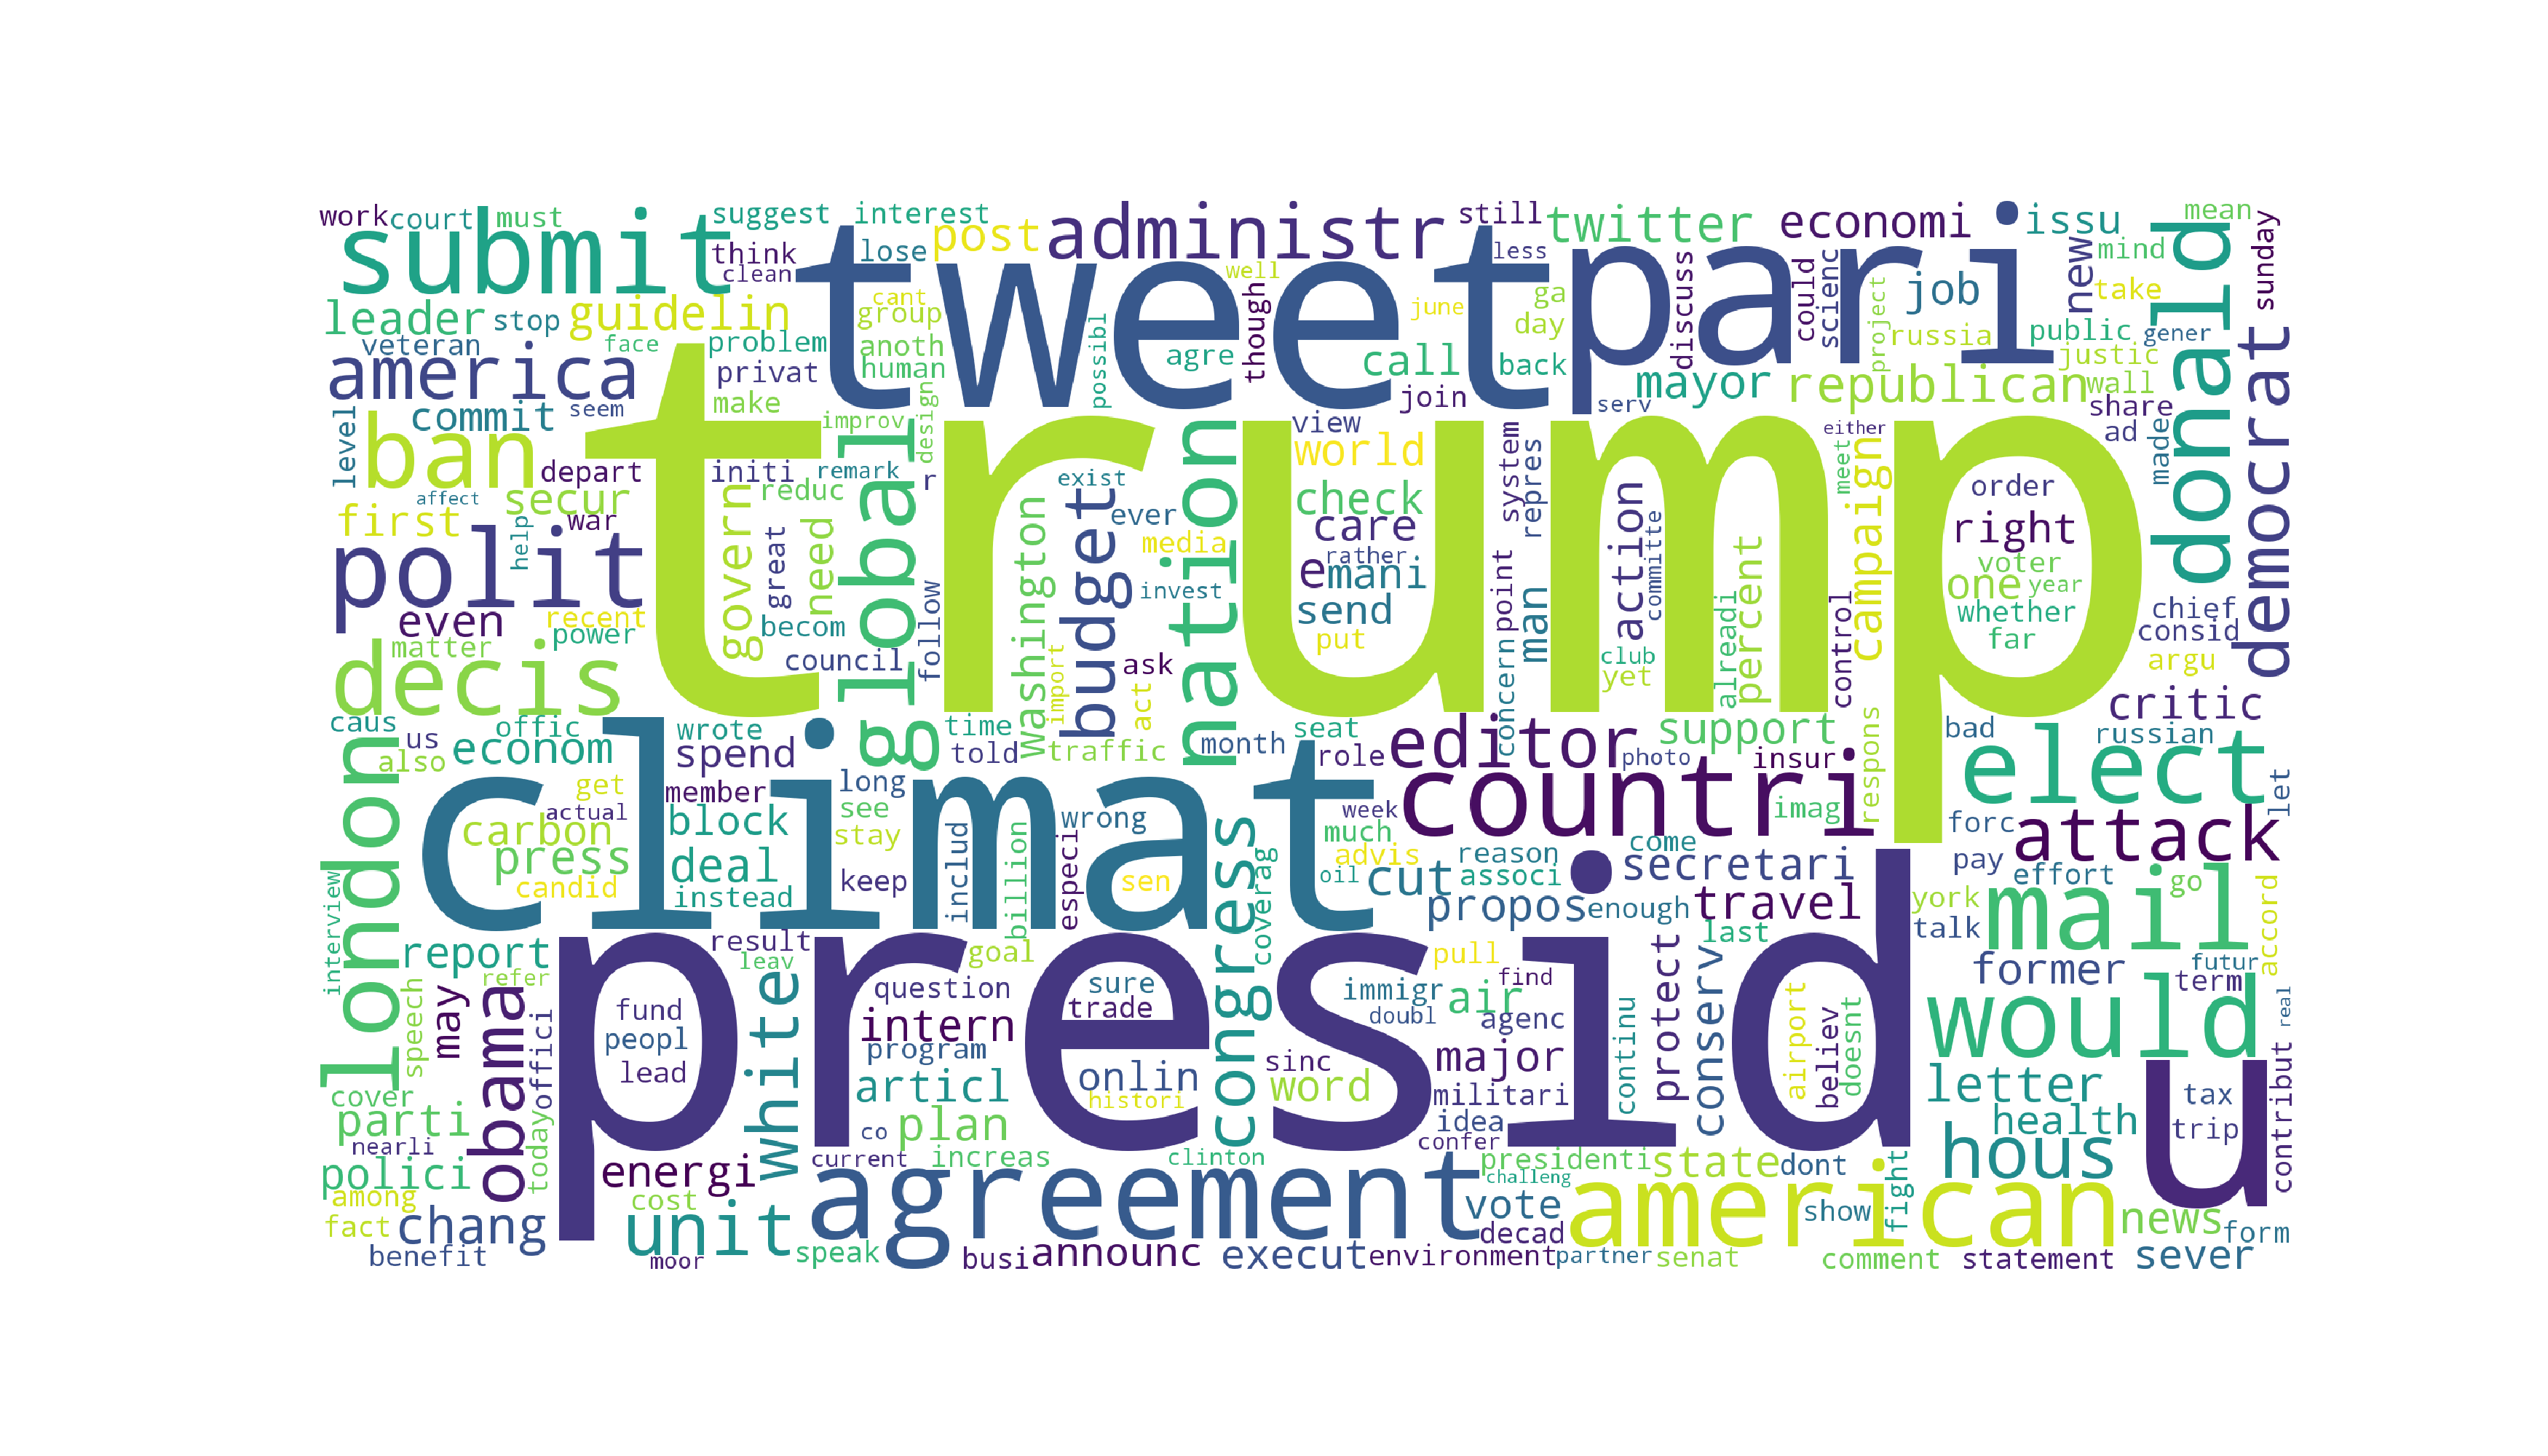 work
court
must
submit
suggest interest
think
clean
lose
post
administr
still
less
twitter
economi
issu
mean
new
mind
take
sunday
donald
democrat
tweet
pari
well
though
cant
group
anoth
human
june
ga
day
discuss
could
scienc
project
job
russia
public
gener
justic
wall
leader
stop
guidelin
veteran
face
problem
privat
make
america
possibl
agre
call
back
join
serv
mayor
republican
share
ad
made
level
commit
seem
ban
depart
initi
improv
remark
design
r
trump
view
world
check
care
rather
emani
send
put
exist
ever
media
invest
system
repres
point
man
action
committe
meet
either
campaign
order
right
voter
one
year
whether
far
chief
consid
argu
critic
first
secur
affect
war
help
polit
even
recent
power
matter
decis
govern
great
need
reduc
becom
council
global
follow
washington
import
budget
act
ask
nation
concern
club
yet
alreadi
percent
control
caus
us
also
offic
econom
wrote
spend
time
told
traffic
month
seat
role
editor
support
photo
insur
respons
bad
russian
elect
let
london
get
actual
member
long
see
stay
carbon
press
candid
block
deal
instead
keep
climat
includ
billion
especi
wrong
congress
coverag
week
much
advis
oil
countri
imag
forc
attack
sen
reason
associ
come
cut
propos
enough
secretari
travel
pay
effort
go
york
talk
mail
accord
interview
report
refer
result
leav
goal
pull
find
last
former
futur
term
real
speech
may
obama
offici
today
fund
peopl
lead
presid
white
question
intern
program
articl
sure
trade
onlin
histori
sinc
word
immigr
doubl
air
agenc
major
militari
idea
confer
continu
protect
conserv
airport
believ
doesnt
would
letter
health
hous
u
tax
trip
contribut
cover
parti
nearli
polici
among
fact
chang
benefit
energi
cost
unit
moor
co
plan
current
increas
clinton
speak
agreement
busi
announc
execut
presidenti
challeng
vote
decad
environment
partner
state
senat
dont
american
show
fight
comment
statement
news
form
sever